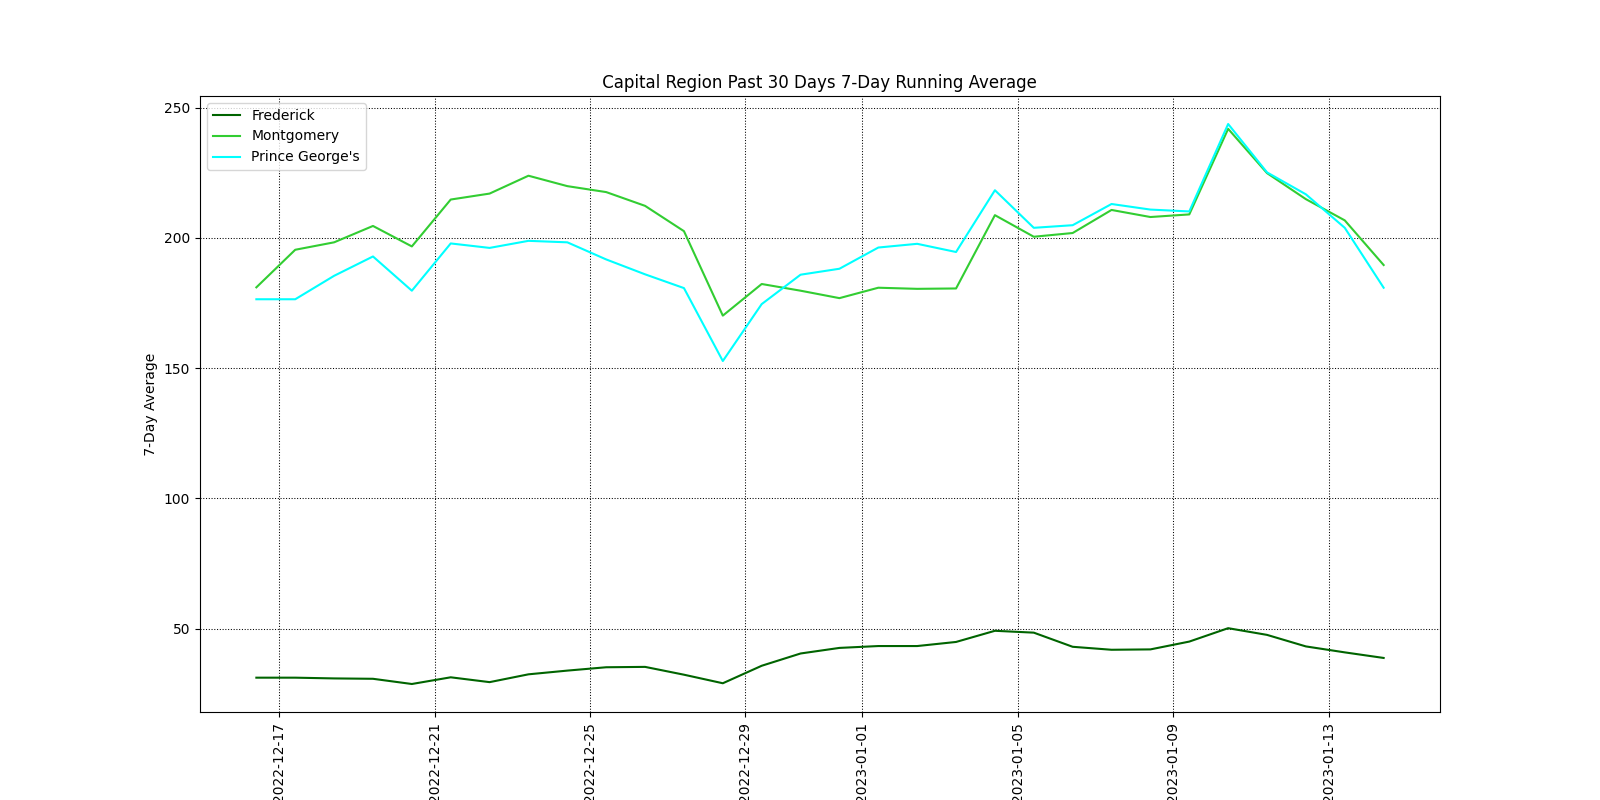 Capital Region Past 30 Days 7-Day Running Average
Frederick
Montgomery
Prince George's
250
200
150
100
50
7-Day Average
2022-12-17
2022-12-21
2022-12-25
2022-12-29
2023-01-01
2023-01-05
2023-01-09
2023-01-13